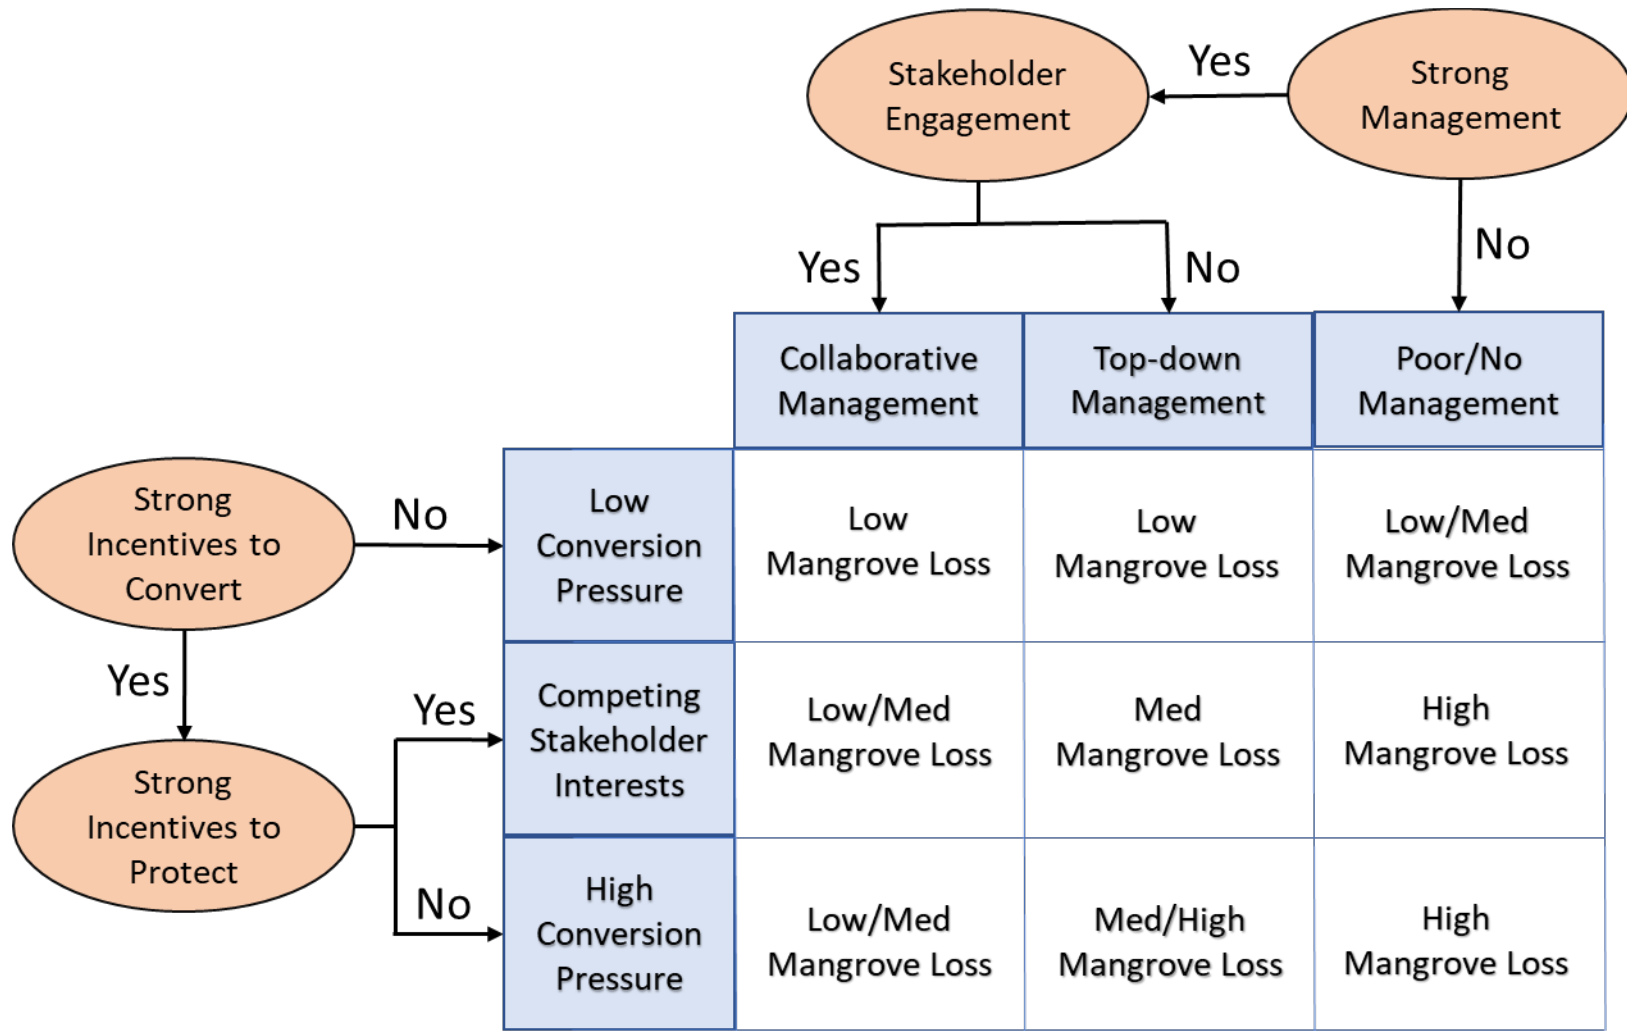 Stakeholder
Engagement
Yes
Strong
Management
Yes
No
No
Collaborative
Management
Top-down
Management
Poor/No
Management
Strong
Incentives to
Convert
No
Low
Conversion
Pressure
Low
Mangrove Loss
Low
Mangrove Loss
Low/Med
Mangrove Loss
Yes
Strong
Incentives to
Protect
Yes
Competing
Stakeholder
Interests
Low/Med
Mangrove Loss
Med
Mangrove Loss
High
Mangrove Loss
No
High
Conversion
Pressure
Low/Med
Mangrove Loss
Med/High
Mangrove Loss
High
Mangrove Loss